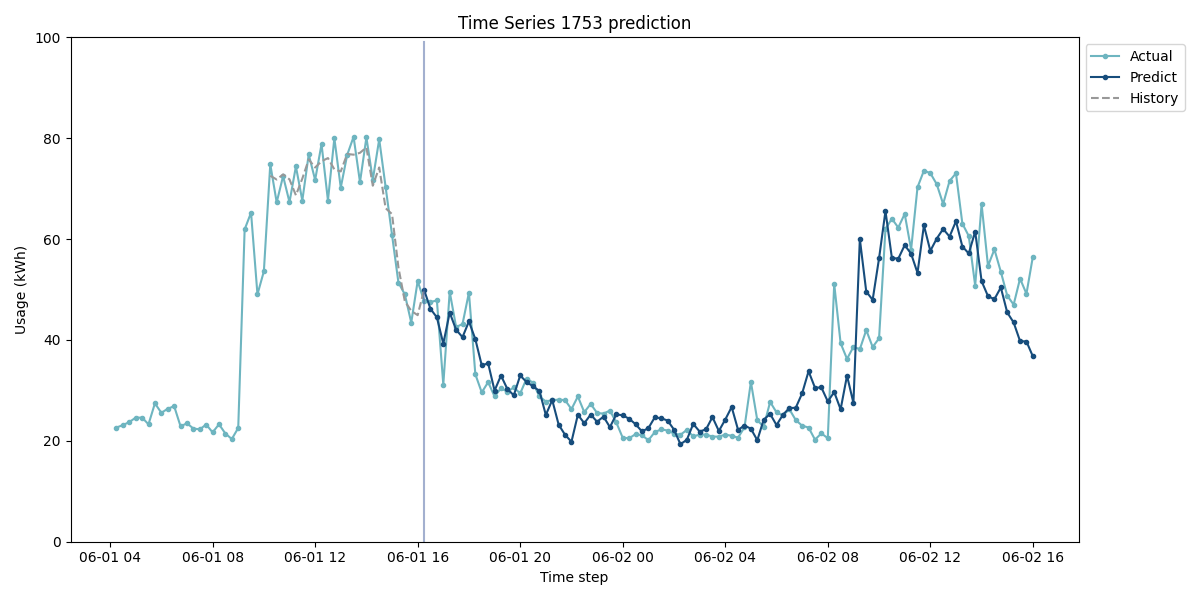 Time Series 1753 prediction
Usage (kWh)
100
80
60
40
20
0
06-01 04
06-01 08
06-01 12
06-01 16
06-01 20
06-02 00
06-02 04
06-02 08
06-02 12
06-02 16
Time step
Actual
Predict
History